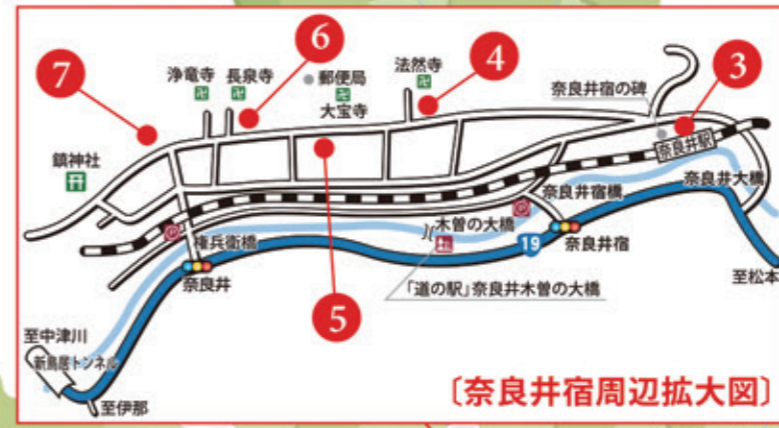 ⑥
④
③
⑦
浄竜寺
長泉寺
郵便局
大宝寺
法然寺
奈良井宿の碑
奈良井駅
鎮神社
奈良井宿橋
奈良井大橋
木曽の大橋
権兵衛橋
19
奈良井宿
奈良井
「道の駅」奈良井木曽の大橋
至松本
⑤
至中津川
新鳥居トンネル
至伊那
〔奈良井宿周辺拡大図〕